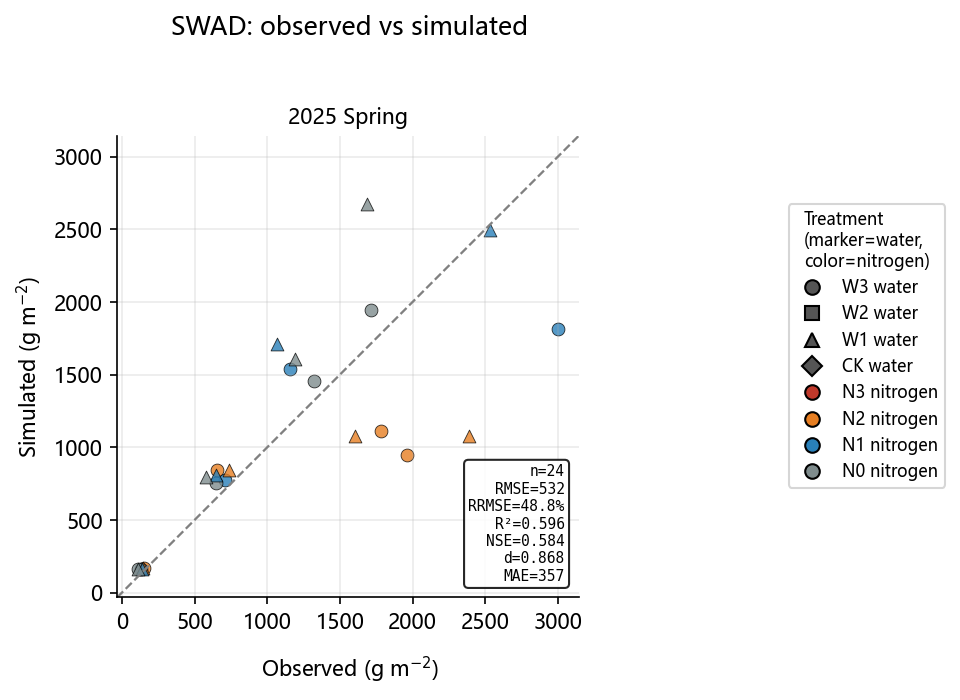 SWAD: observed vs simulated
2025 Spring
3000
2500
2000
1500
1000
500
0
Simulated (g m⁻²)
0 500 1000 1500 2000 2500 3000
Observed (g m⁻²)
n=24
RMSE=532
RRMSE=48.8%
R²=0.596
NSE=0.584
d=0.868
MAE=357
Treatment
(marker=water,
color=nitrogen)
W3 water
W2 water
W1 water
CK water
N3 nitrogen
N2 nitrogen
N1 nitrogen
N0 nitrogen